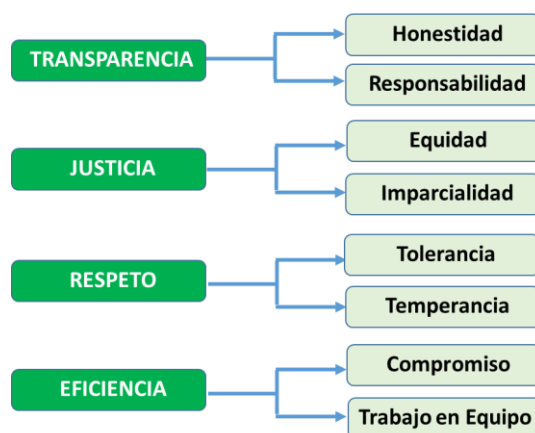 TRANSPARENCIA
Honestidad
Responsabilidad
JUSTICIA
Equidad
Imparcialidad
RESPETO
Tolerancia
Temperancia
EFICIENCIA
Compromiso
Trabajo en Equipo